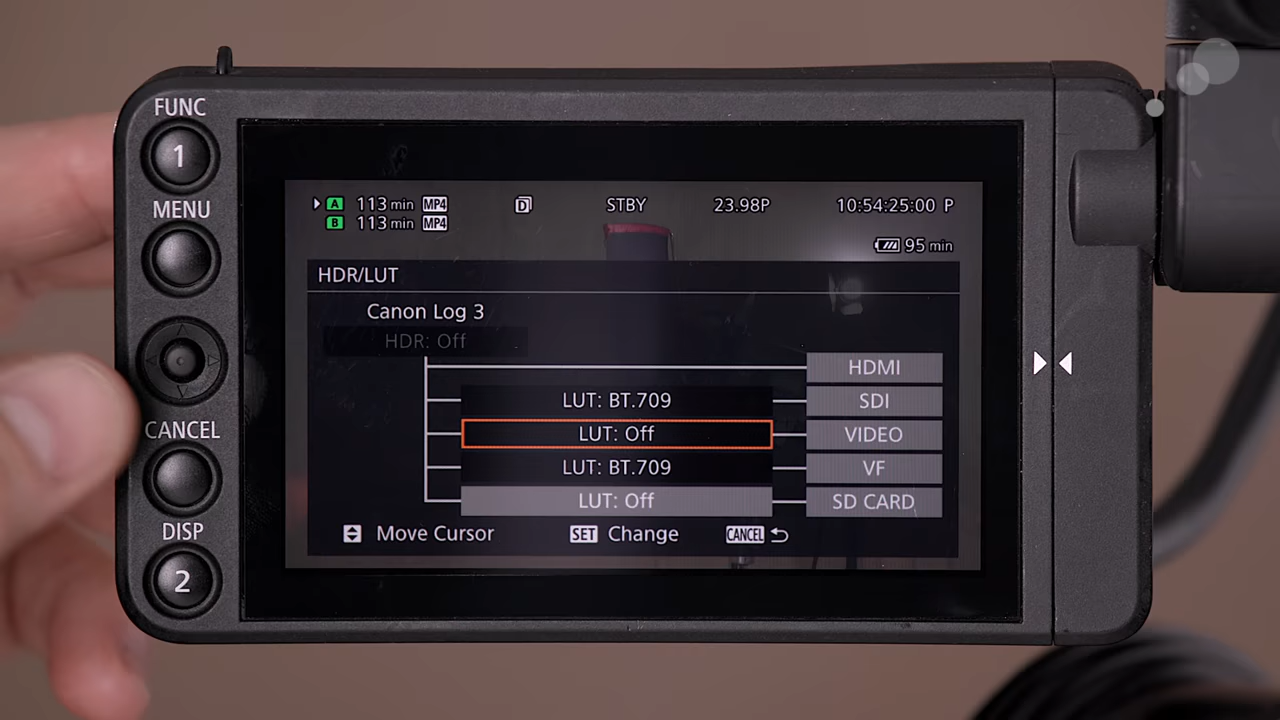 FUNC
1
MENU
CANCEL
DISP
2
A 113 min MP4
B 113 min MP4
D
STBY
23.98P
10:54:25:00 P
95 min
HDR/LUT
Canon Log 3
HDR: Off
HDMI
LUT: BT.709 SDI
LUT: Off VIDEO
LUT: BT.709 VF
LUT: Off SD CARD
Move Cursor SET Change CANCEL